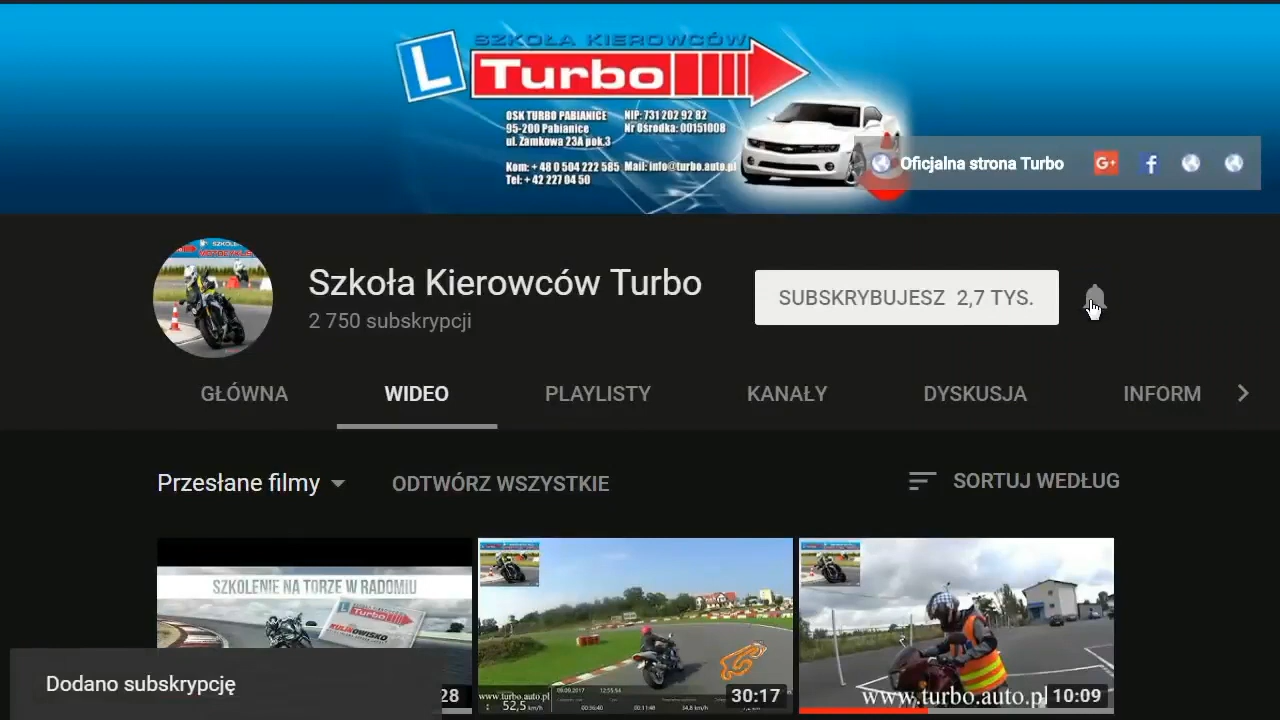 SZKOŁA KIEROWCÓW
L Turbo
OSK TURBO PABIANICE NIP: 731 202 92 82
95-200 Pabianice Nr Ośrodka: 00151008
ul. Zamkowa 23A pok.3
Kom: + 48 0 504 222 585 Mail: info@turbo.auto.pl
Tel: + 42 227 04 50
Oficjalna strona Turbo
G+ f
Szkoła Kierowców Turbo
2 750 subskrypcji
SUBSKRYBUJESZ 2,7 TYS.
GŁÓWNA WIDEO PLAYLISTY KANAŁY DYSKUSJA INFORM
Przesłane filmy ODTWÓRZ WSZYSTKIE SORTUJ WEDŁUG
SZKOLENIE NA TORZE W RADOMIU
L Turbo
KULIKOWISKO
Dodano subskrypcję
28
www.turbo.auto.pl
52,5 km/h
30:17
www.turbo.auto.pl
10:09